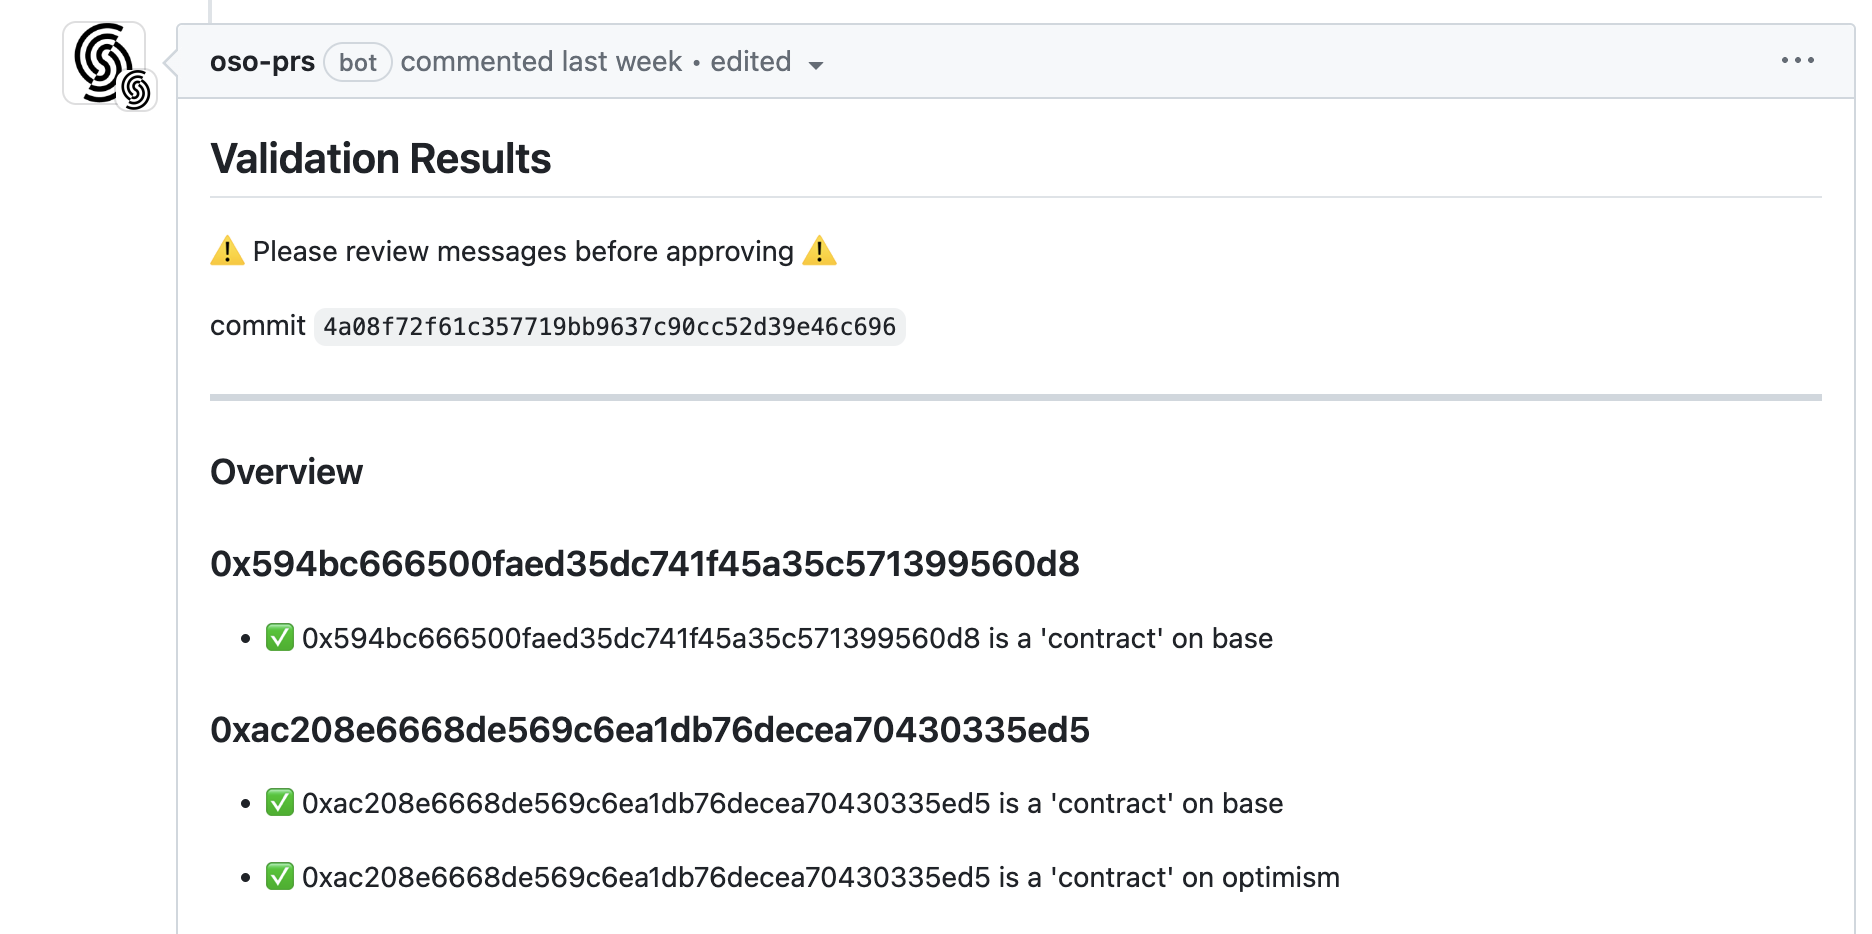 oso-prs bot commented last week • edited
Validation Results
⚠️ Please review messages before approving ⚠️
commit 4a08f72f61c357719bb9637c90cc52d39e46c696
Overview
0x594bc666500faed35dc741f45a35c571399560d8
• ✅ 0x594bc666500faed35dc741f45a35c571399560d8 is a 'contract' on base
0xac208e6668de569c6ea1db76decea70430335ed5
• ✅ 0xac208e6668de569c6ea1db76decea70430335ed5 is a 'contract' on base
• ✅ 0xac208e6668de569c6ea1db76decea70430335ed5 is a 'contract' on optimism